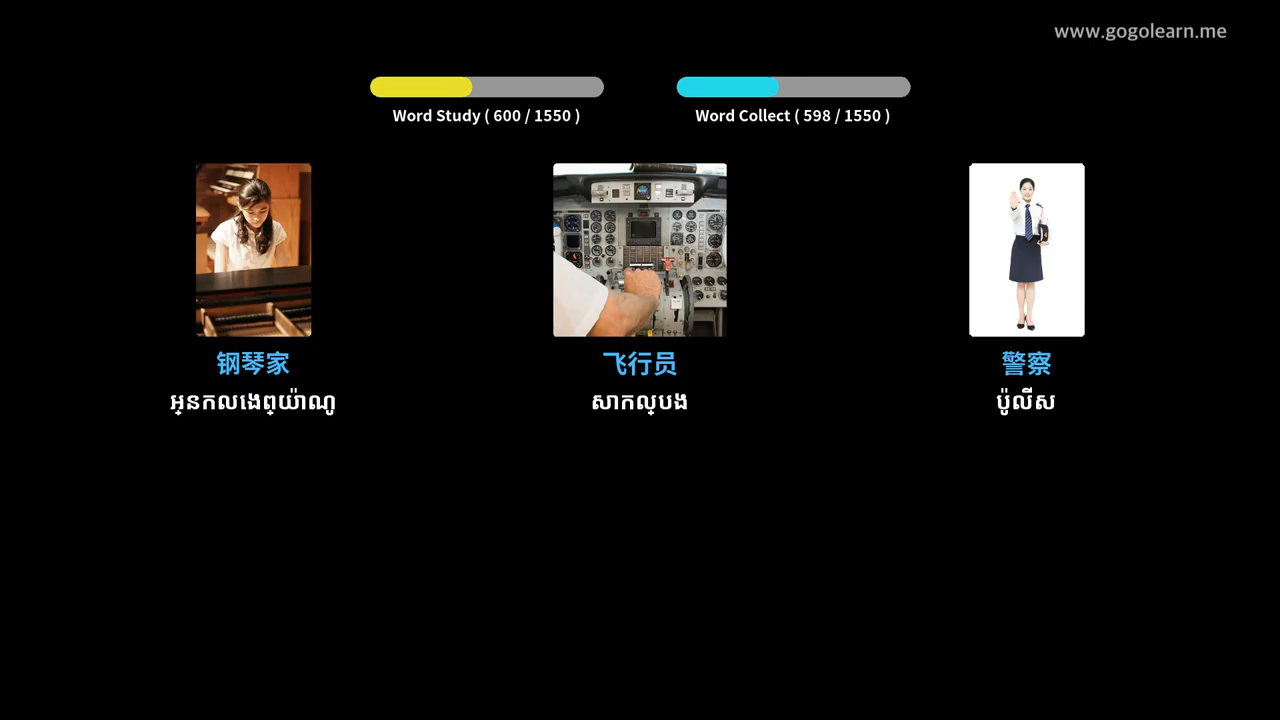 www.gogolearn.me
Word Study ( 600 / 1550 )
Word Collect ( 598 / 1550 )
钢琴家
飞行员
警察
អ្នកលេងព្យ៉ាណូ
សាកល្បង
ប៉ូលីស